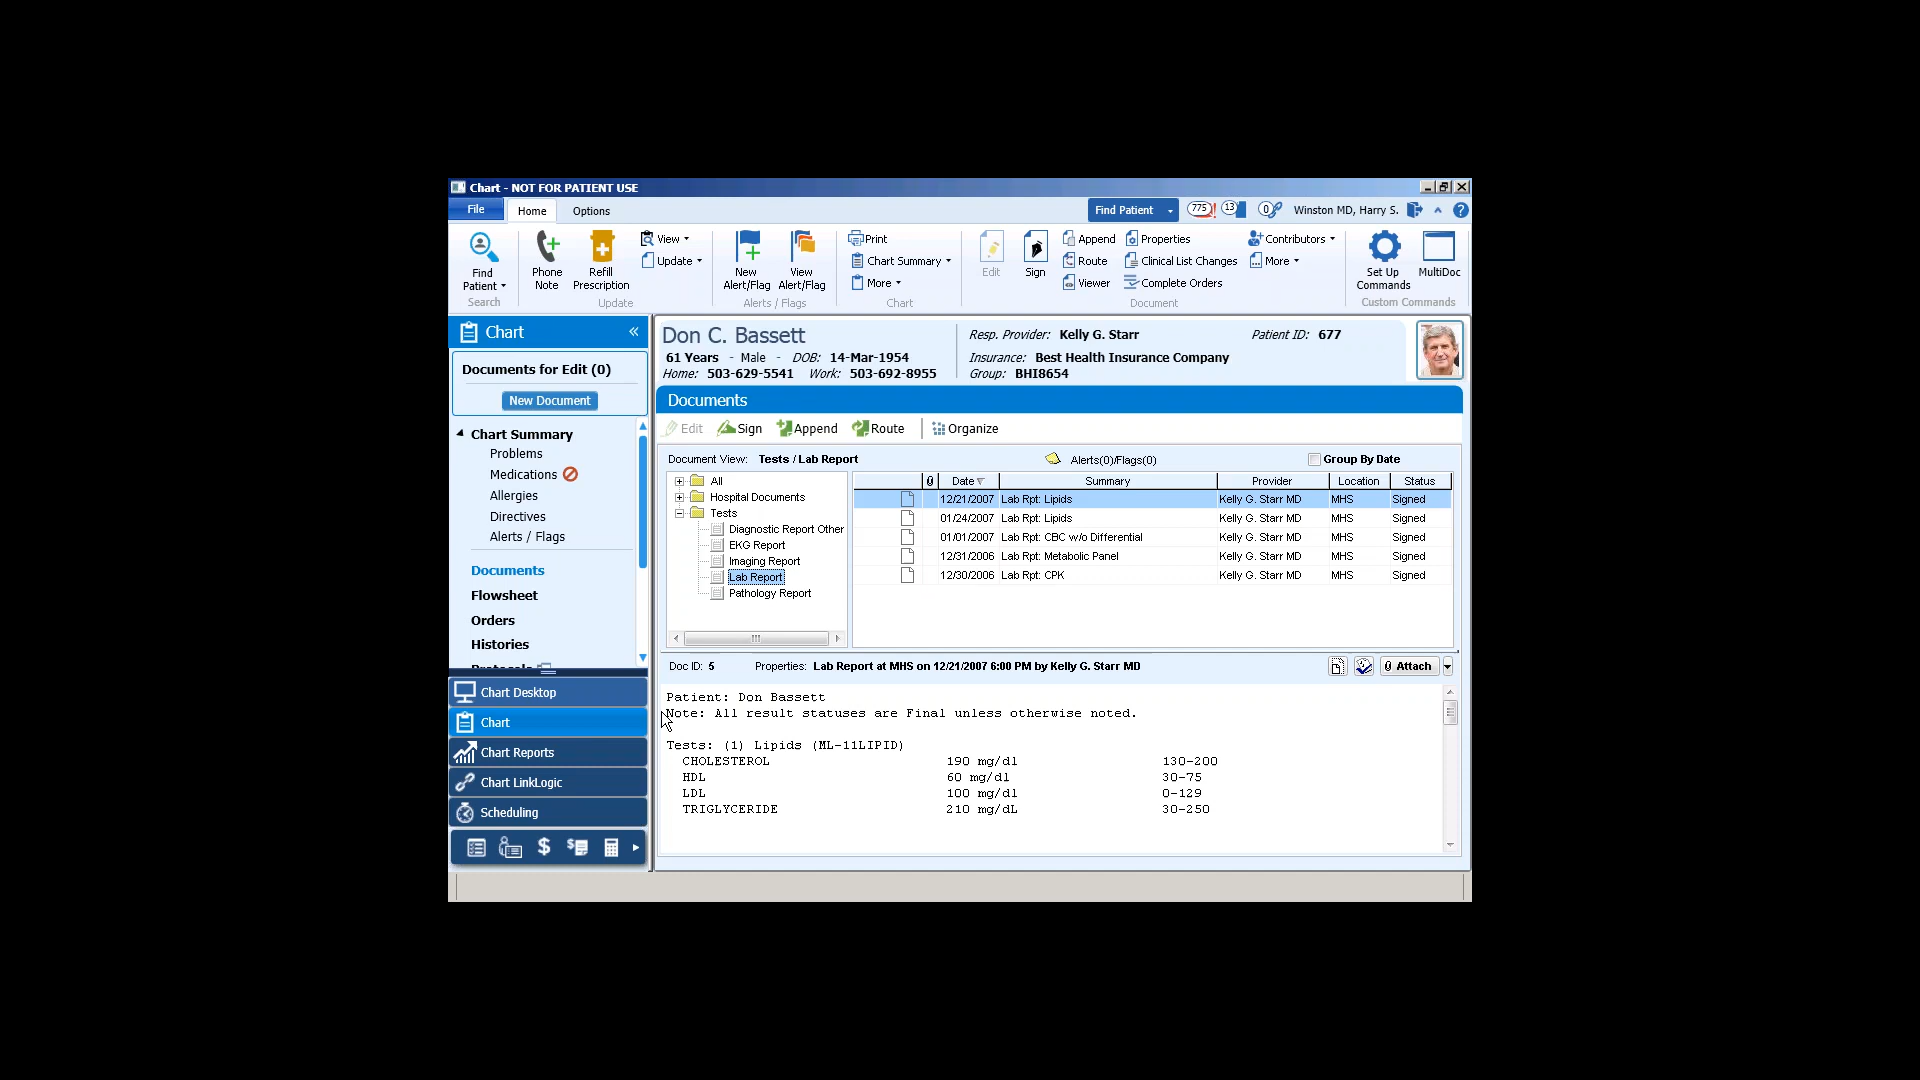 Chart - NOT FOR PATIENT USE
File Home Options Find Patient 775 ! 13 0 Winston MD, Harry S. ?
Find Patient
Search
Phone Note
Refill Prescription
View
Update
Update
New Alert/Flag
View Alert/Flag
Alerts / Flags
Print
Chart Summary
More
Chart
Edit
Sign
Append
Route
Viewer
Properties
Clinical List Changes
Complete Orders
Contributors
More
Document
Set Up Commands
MultiDoc
Custom Commands
Chart «
Documents for Edit (0)
New Document
Chart Summary
Problems
Medications
Allergies
Directives
Alerts / Flags
Documents
Flowsheet
Orders
Histories
Protocols
Chart Desktop
Chart
Chart Reports
Chart LinkLogic
Scheduling
Don C. Bassett
61 Years - Male - DOB: 14-Mar-1954
Home: 503-629-5541 Work: 503-692-8955
Resp. Provider: Kelly G. Starr Patient ID: 677
Insurance: Best Health Insurance Company
Group: BHI8654
Documents
Edit Sign Append Route Organize
Document View: Tests / Lab Report Alerts(0)/Flags(0) Group By Date
All
Hospital Documents
Tests
Diagnostic Report Other
EKG Report
Imaging Report
Lab Report
Pathology Report
Date Summary Provider Location Status
12/21/2007 Lab Rpt: Lipids Kelly G. Starr MD MHS Signed
01/24/2007 Lab Rpt: Lipids Kelly G. Starr MD MHS Signed
01/01/2007 Lab Rpt: CBC w/o Differential Kelly G. Starr MD MHS Signed
12/31/2006 Lab Rpt: Metabolic Panel Kelly G. Starr MD MHS Signed
12/30/2006 Lab Rpt: CPK Kelly G. Starr MD MHS Signed
Doc ID: 5 Properties: Lab Report at MHS on 12/21/2007 6:00 PM by Kelly G. Starr MD Attach
Patient: Don Bassett
Note: All result statuses are Final unless otherwise noted.
Tests: (1) Lipids (ML-11LIPID)
CHOLESTEROL 190 mg/dl 130-200
HDL 60 mg/dl 30-75
LDL 100 mg/dl 0-129
TRIGLYCERIDE 210 mg/dL 30-250